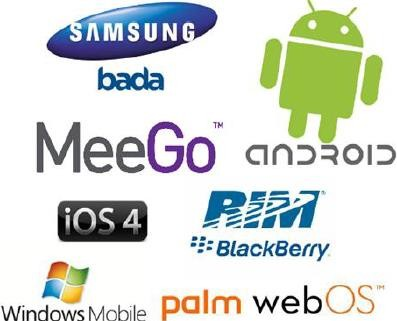 SAMSUNG
bada
MeeGo™
android
iOS 4
RIM
BlackBerry
Windows Mobile
palm webOS™